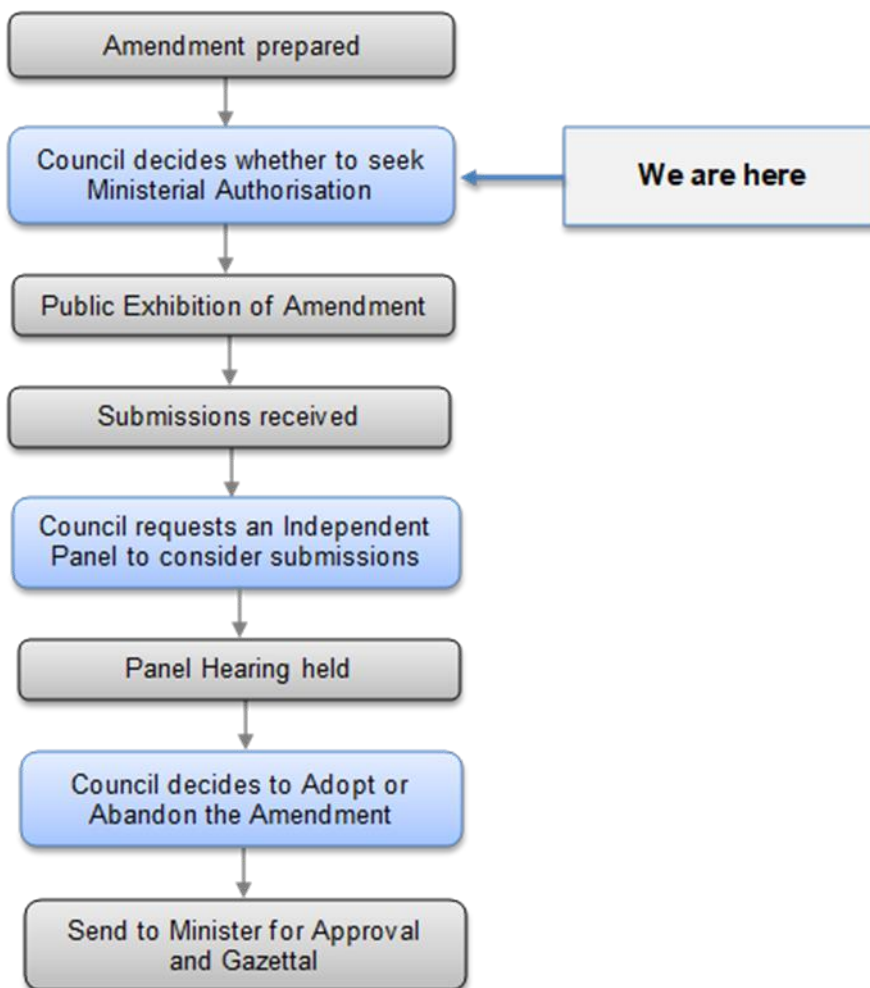 Amendment prepared
Council decides whether to seek
Ministerial Authorisation
We are here
Public Exhibition of Amendment
Submissions received
Council requests an Independent
Panel to consider submissions
Panel Hearing held
Council decides to Adopt or
Abandon the Amendment
Send to Minister for Approval
and Gazettal